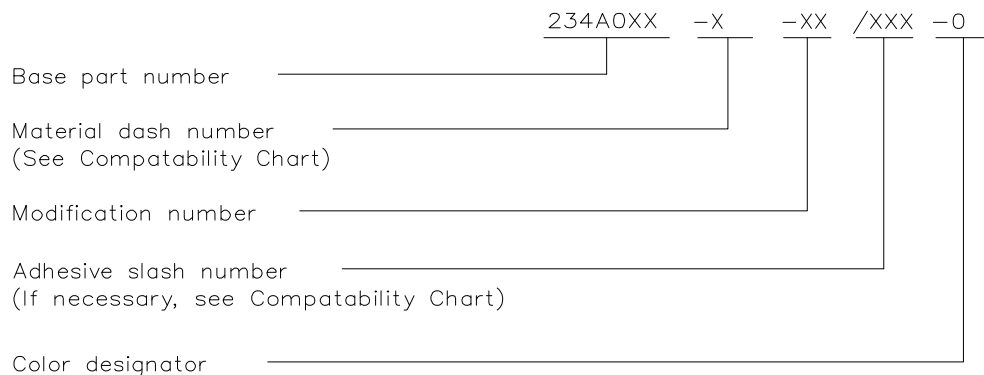 234A0XX -X -XX /XXX -0
Base part number
Material dash number
(See Compatability Chart)
Modification number
Adhesive slash number
(If necessary, see Compatability Chart)
Color designator